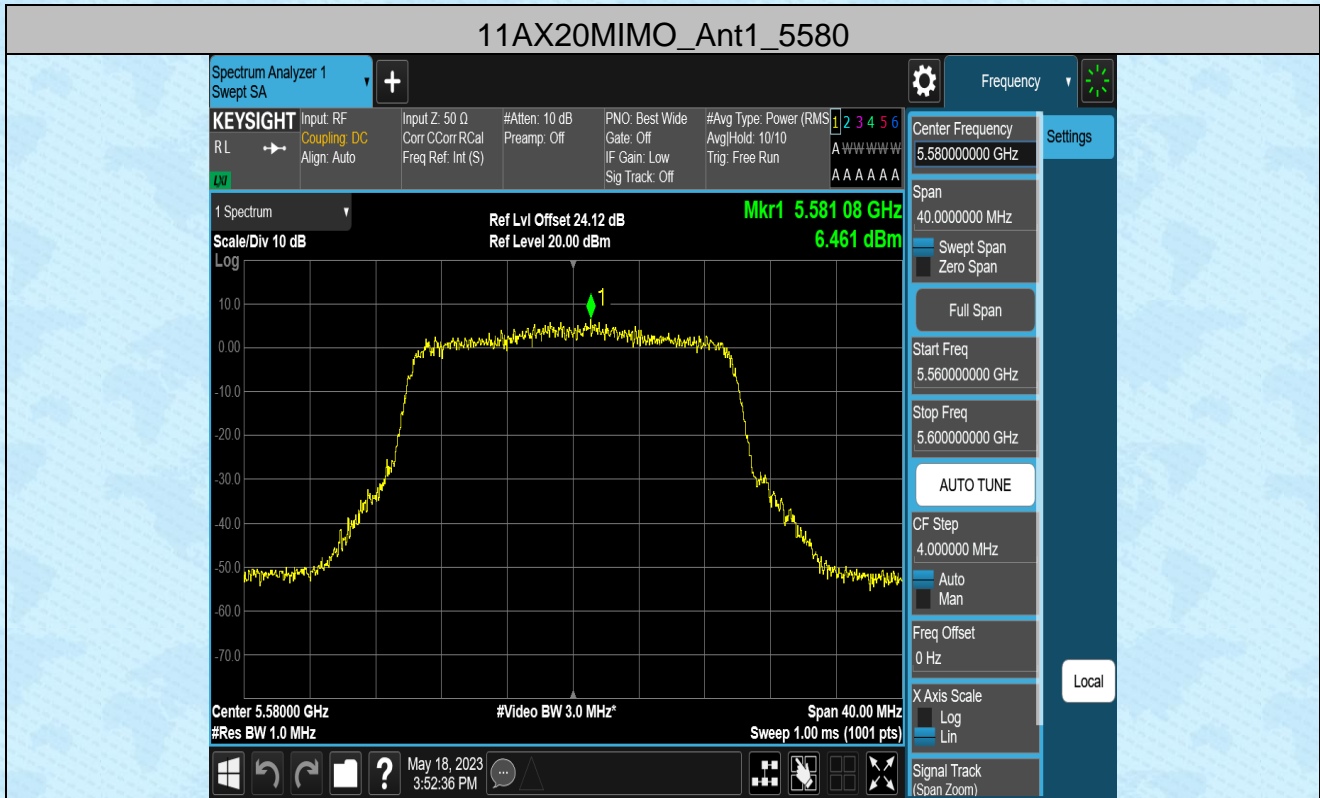 11AX20MIMO_Ant1_5580
Spectrum Analyzer 1
Swept SA
+
Frequency
KEYSIGHT
RL
LXI
Input: RF
Coupling: DC
Align: Auto
Input Z: 50 Ω
Corr CCorr RCal
Freq Ref: Int (S)
#Atten: 10 dB
Preamp: Off
PNO: Best Wide
Gate: Off
IF Gain: Low
Sig Track: Off
#Avg Type: Power (RMS
Avg|Hold: 10/10
Trig: Free Run
1 2 3 4 5 6
A W W W W W
A A A A A A
1 Spectrum
Scale/Div 10 dB
Log
Ref Lvl Offset 24.12 dB
Ref Level 20.00 dBm
Mkr1 5.581 08 GHz
6.461 dBm
1
10.0
0.00
-10.0
-20.0
-30.0
-40.0
-50.0
-60.0
-70.0
Center 5.58000 GHz
#Res BW 1.0 MHz
#Video BW 3.0 MHz*
Span 40.00 MHz
Sweep 1.00 ms (1001 pts)
?
May 18, 2023
3:52:36 PM
Center Frequency
5.580000000 GHz
Span
40.0000000 MHz
Swept Span
Zero Span
Full Span
Start Freq
5.560000000 GHz
Stop Freq
5.600000000 GHz
AUTO TUNE
CF Step
4.000000 MHz
Auto
Man
Freq Offset
0 Hz
X Axis Scale
Log
Lin
Signal Track
(Span Zoom)
Settings
Local